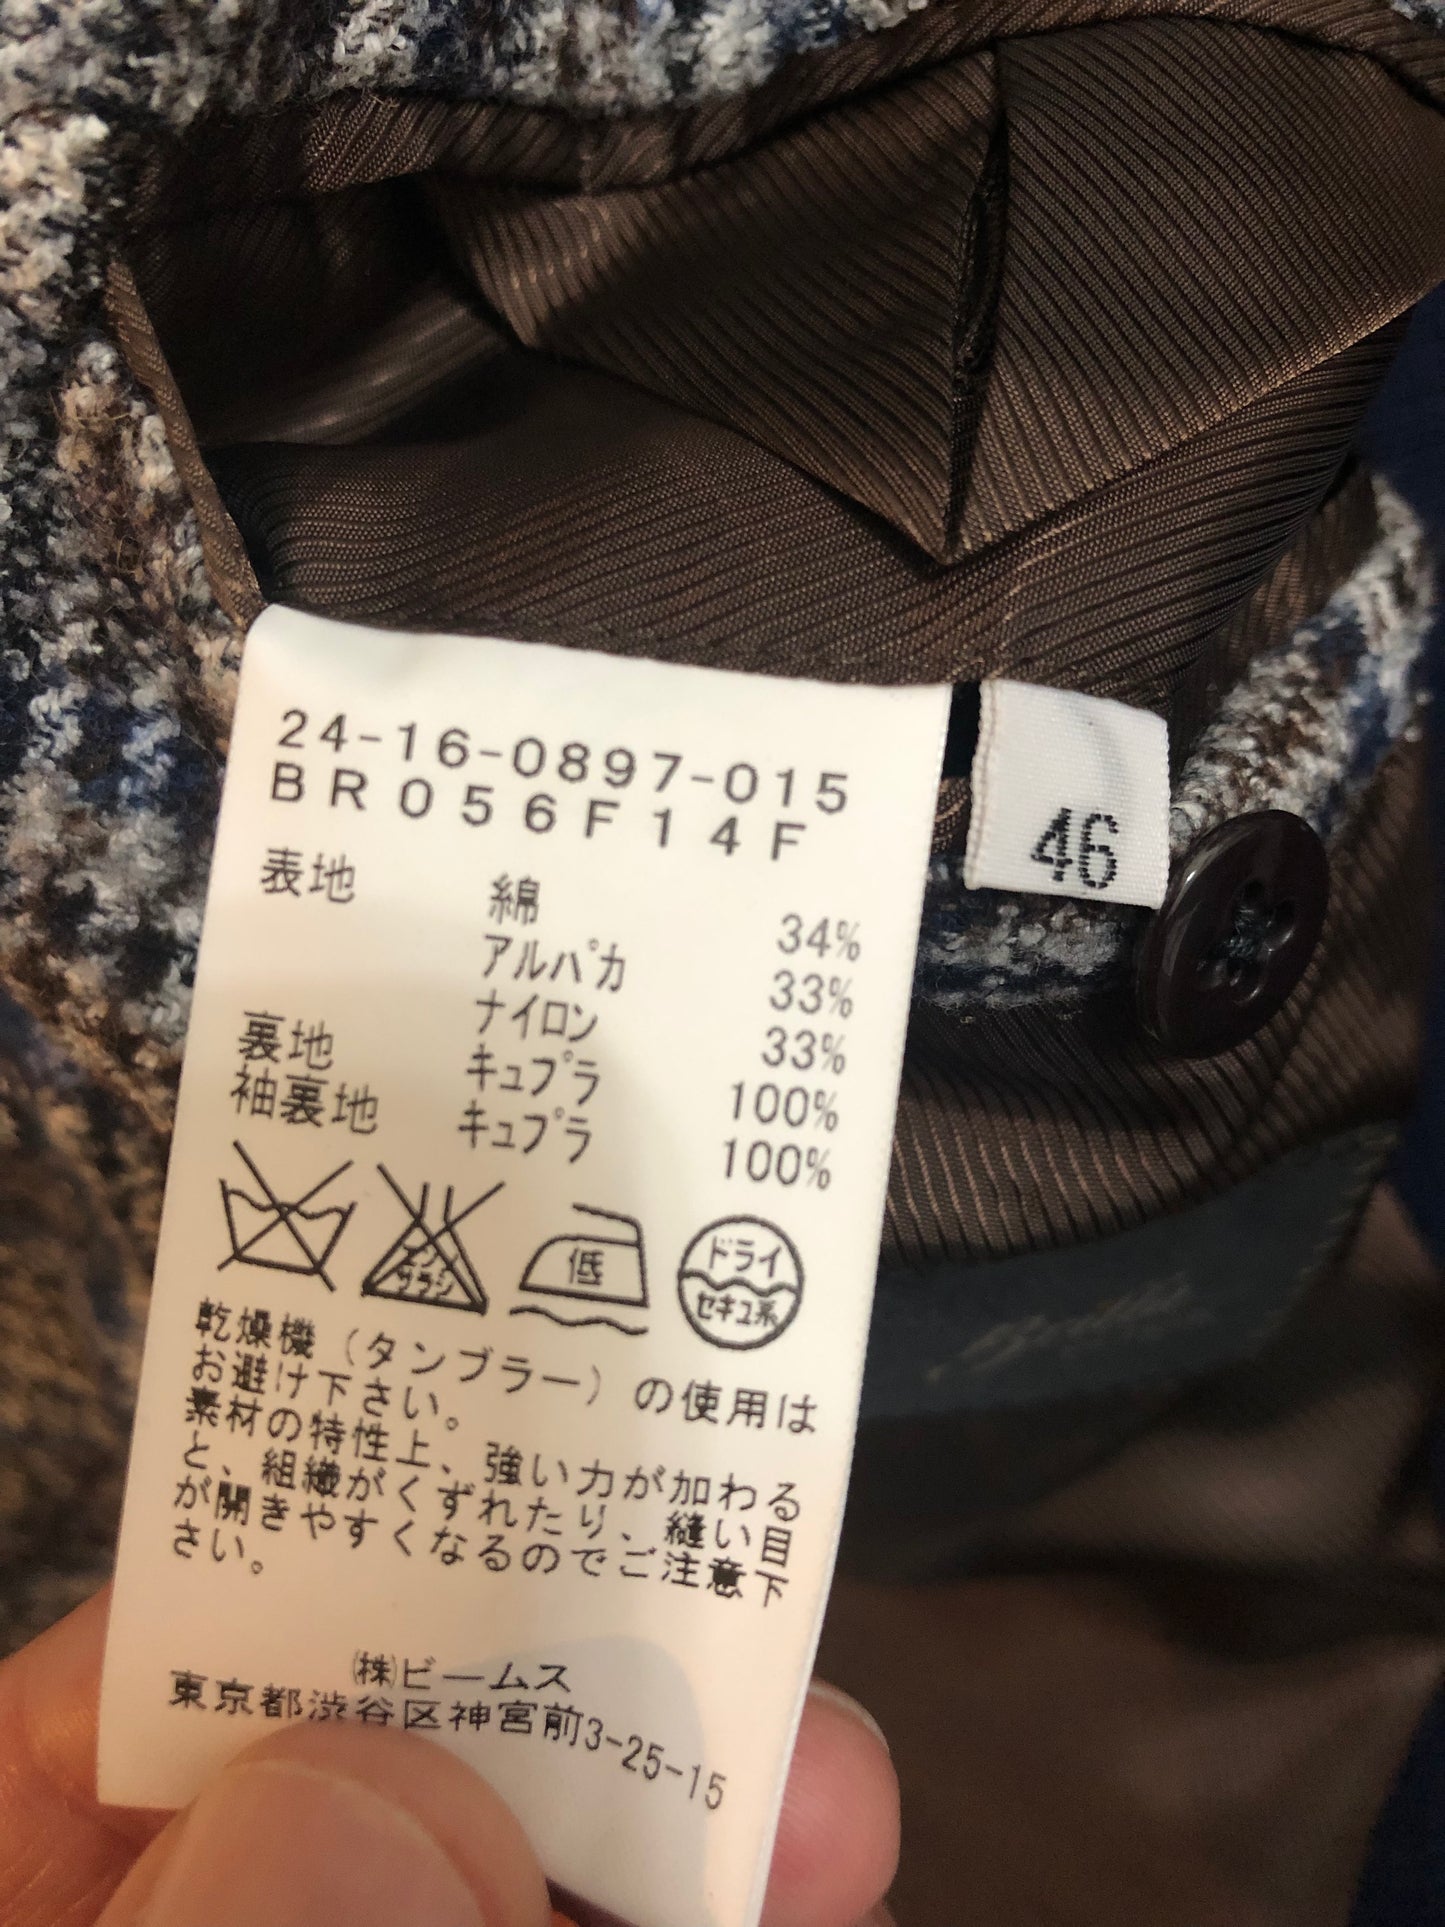 24-16-0897-015
BR056F14F
表地 綿 34%
アルパカ 33%
ナイロン 33%
裏地 キュプラ 100%
袖裏地 キュプラ 100%
エンソ
サラシ
低
ドライ
セキユ系
乾燥機（タンブラー）の使用は
お避け下さい。
素材の特性上、強い力が加わる
と、組織がくずれたり、縫い目
が開きやすくなるのでご注意下
さい。
㈱ビームス
東京都渋谷区神宮前3-25-15
46